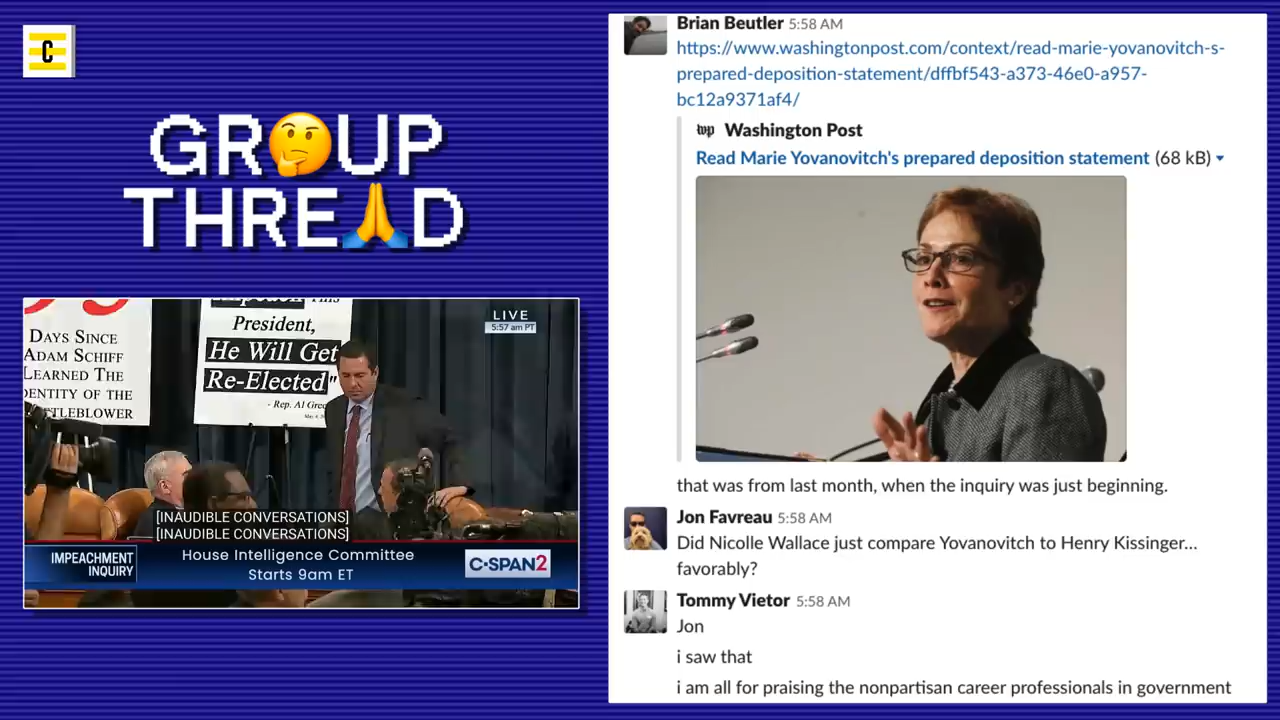 C
GR🤔UP
THRE🙏D
DAYS SINCE
ADAM SCHIFF
LEARNED THE
IDENTITY OF THE
President,
He Will Get
Re-Elected"
- Rep. Al Gree
LIVE
5:57 am PT
[INAUDIBLE CONVERSATIONS]
[INAUDIBLE CONVERSATIONS]
IMPEACHMENT
INQUIRY
House Intelligence Committee
Starts 9am ET
C-SPAN2
Brian Beutler 5:58 AM
https://www.washingtonpost.com/context/read-marie-yovanovitch-s-
prepared-deposition-statement/dffbf543-a373-46e0-a957-
bc12a9371af4/
wp Washington Post
Read Marie Yovanovitch's prepared deposition statement (68 kB)
that was from last month, when the inquiry was just beginning.
Jon Favreau 5:58 AM
Did Nicolle Wallace just compare Yovanovitch to Henry Kissinger...
favorably?
Tommy Vietor 5:58 AM
Jon
i saw that
i am all for praising the nonpartisan career professionals in government